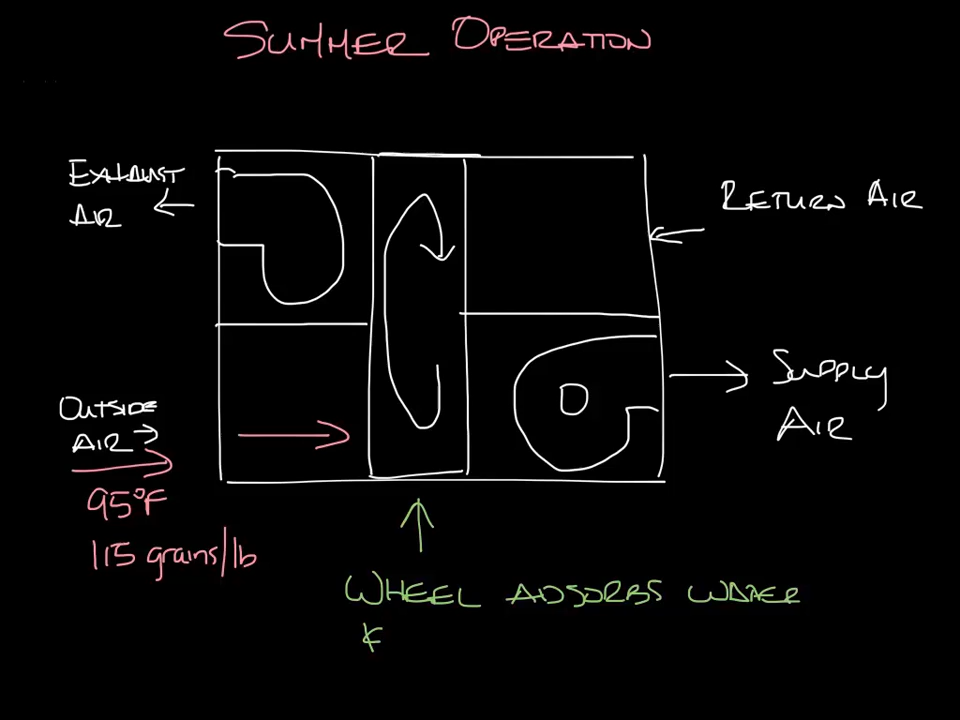 SUMMER OPERATION
EXHAUST
AIR
RETURN AIR
SUPPLY
AIR
OUTSIDE
AIR
95°F
115 grains/lb
WHEEL ADSORBS WATER